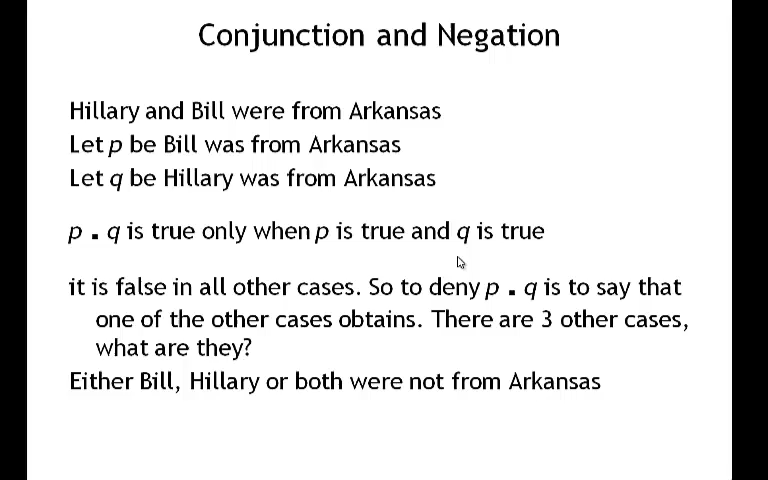 Conjunction and Negation
Hillary and Bill were from Arkansas
Let p be Bill was from Arkansas
Let q be Hillary was from Arkansas
p . q is true only when p is true and q is true
it is false in all other cases. So to deny p . q is to say that
one of the other cases obtains. There are 3 other cases,
what are they?
Either Bill, Hillary or both were not from Arkansas